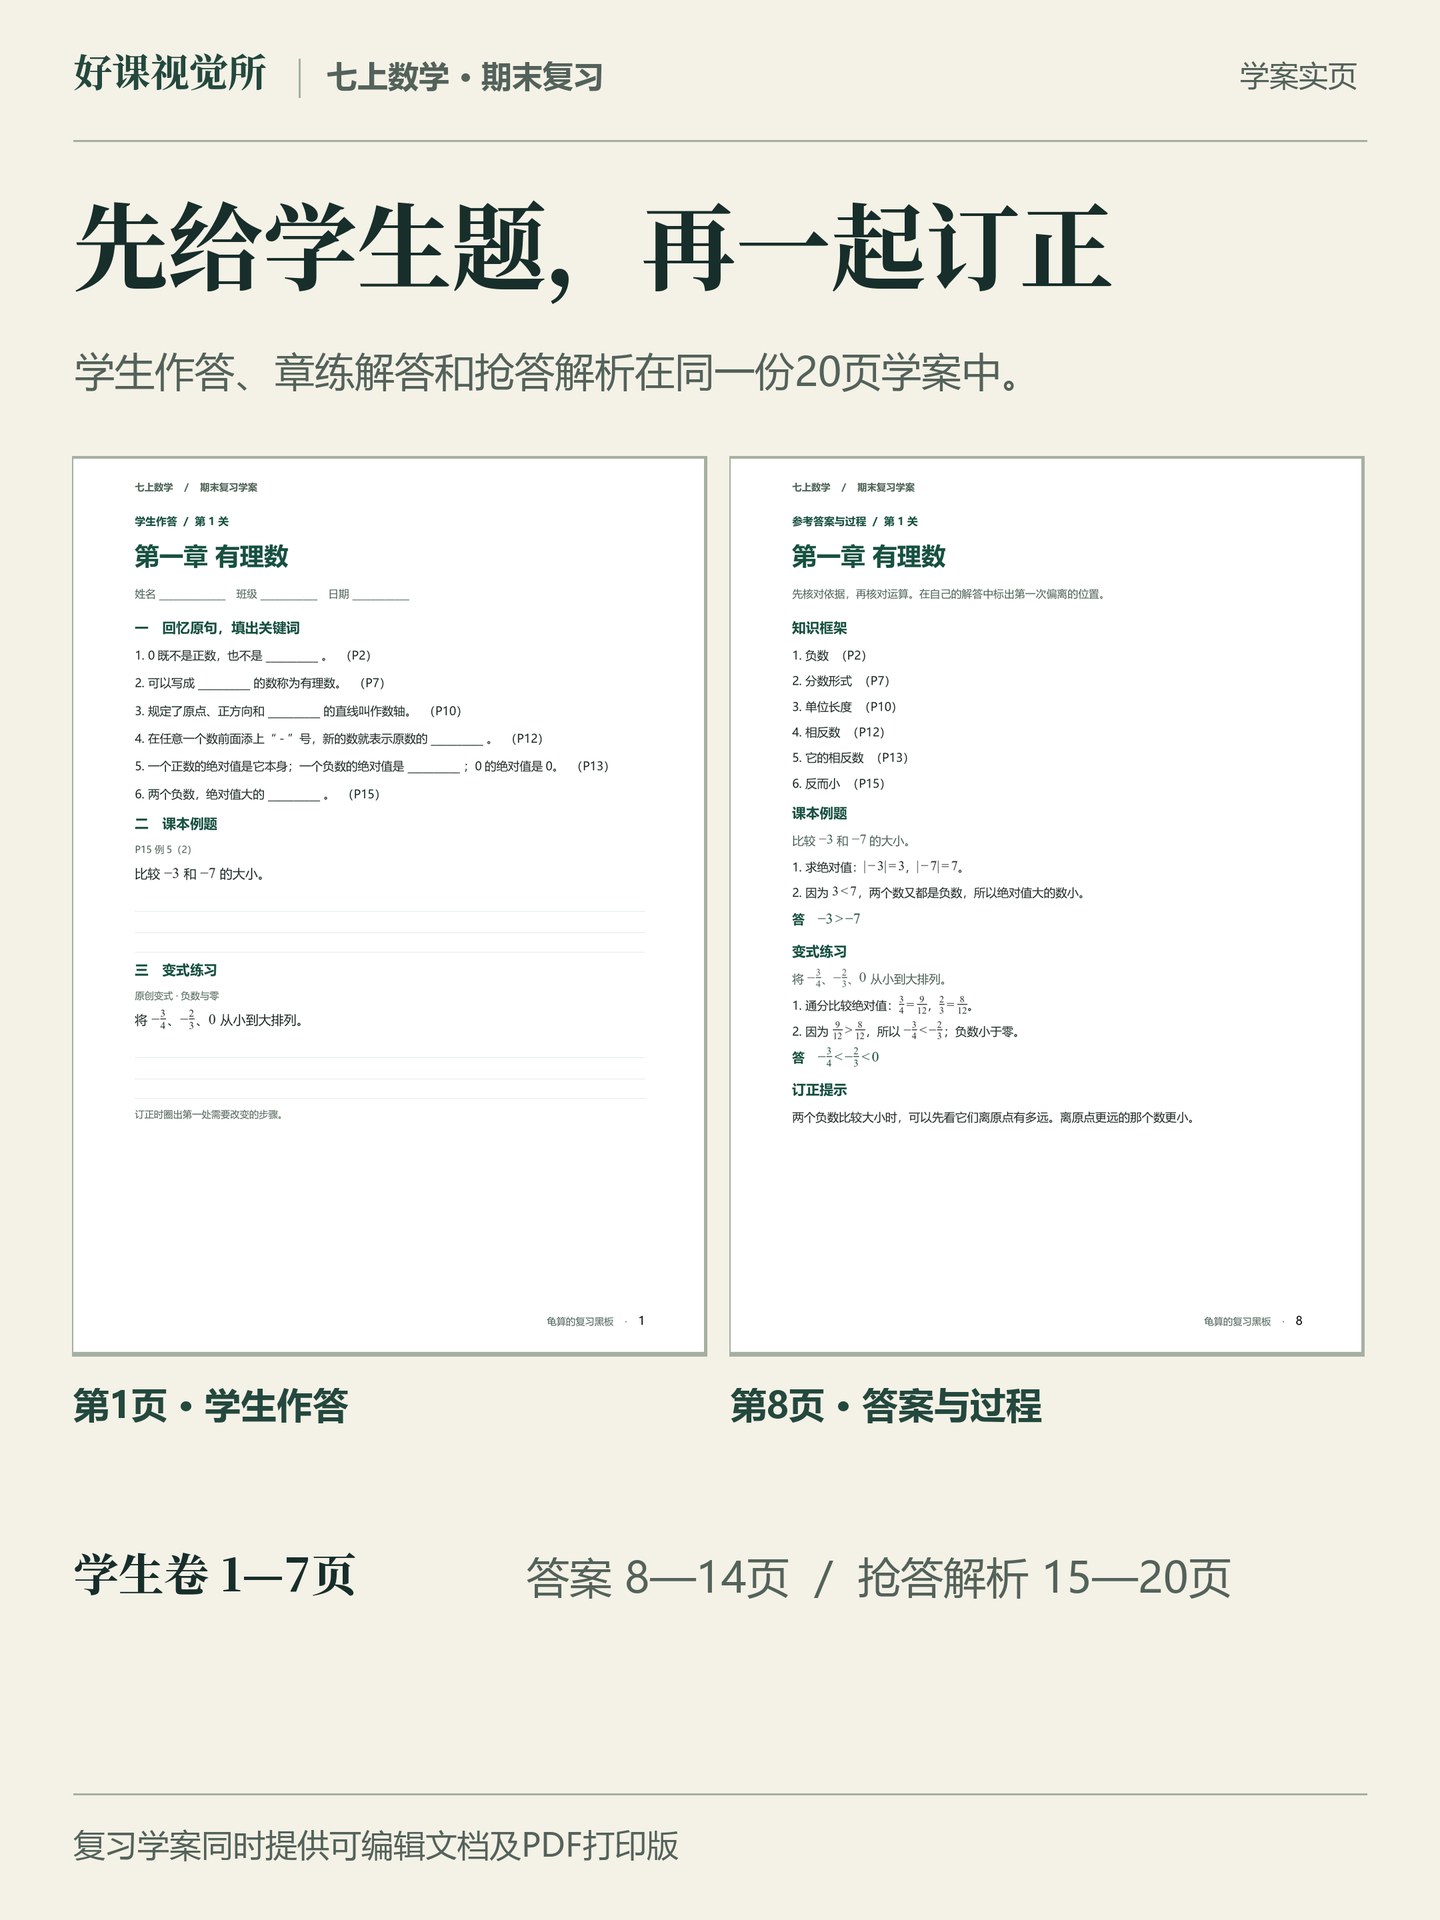 好课视觉所 | 七上数学·期末复习
学案实页
先给学生题，再一起订正
学生作答、章练解答和抢答解析在同一份20页学案中。
七上数学 / 期末复习学案
学生作答 / 第 1 关
第一章 有理数
姓名 ________ 班级 ________ 日期 ________
一 回忆原句，填出关键词
1. 0 既不是正数，也不是 ________ 。 （P2）
2. 可以写成 ________ 的数称为有理数。 （P7）
3. 规定了原点、正方向和 ________ 的直线叫作数轴。 （P10）
4. 在任意一个数前面添上“ - ”号，新的数就表示原数的 ________ 。 （P12）
5. 一个正数的绝对值是它本身；一个负数的绝对值是 ________ ；0 的绝对值是 0。 （P13）
6. 两个负数，绝对值大的 ________ 。 （P15）
二 课本例题
P15 例 5（2）
比较 −3 和 −7 的大小。
三 变式练习
原创变式 · 负数与零
将 −3/4、−2/3、0 从小到大排列。
订正时圈出第一处需要改变的步骤。
龟算的复习黑板 · 1
七上数学 / 期末复习学案
参考答案与过程 / 第 1 关
第一章 有理数
先核对依据，再核对运算。在自己的解答中标出第一次偏离的位置。
知识框架
1. 负数 （P2）
2. 分数形式 （P7）
3. 单位长度 （P10）
4. 相反数 （P12）
5. 它的相反数 （P13）
6. 反而小 （P15）
课本例题
比较 −3 和 −7 的大小。
1. 求绝对值：|−3|=3，|−7|=7。
2. 因为 3<7，两个数又都是负数，所以绝对值大的数小。
答 −3>−7
变式练习
将 −3/4、−2/3、0 从小到大排列。
1. 通分比较绝对值：3/4=9/12，2/3=8/12。
2. 因为 9/12>8/12，所以 −3/4<−2/3；负数小于零。
答 −3/4<−2/3<0
订正提示
两个负数比较大小时，可以先看它们离原点有多远。离原点更远的那个数更小。
龟算的复习黑板 · 8
第1页·学生作答
第8页·答案与过程
学生卷 1—7页
答案 8—14页 / 抢答解析 15—20页
复习学案同时提供可编辑文档及PDF打印版